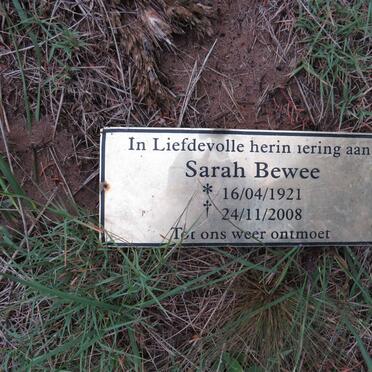 In Liefdevolle herinnering aan
Sarah Bewee
* 16/04/1921
† 24/11/2008
Tot ons weer ontmoet